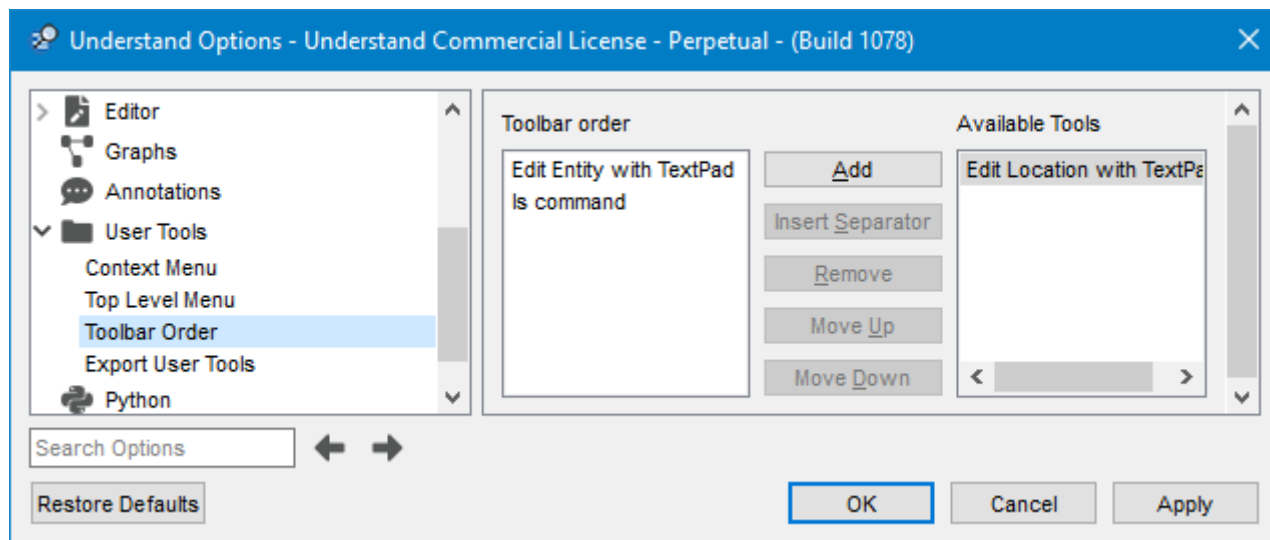 Understand Options - Understand Commercial License - Perpetual - (Build 1078)
Editor
Graphs
Annotations
User Tools
Context Menu
Top Level Menu
Toolbar Order
Export User Tools
Python
Toolbar order
Edit Entity with TextPad
ls command
Add
Insert Separator
Remove
Move Up
Move Down
Available Tools
Edit Location with TextPa
Search Options
Restore Defaults
OK
Cancel
Apply